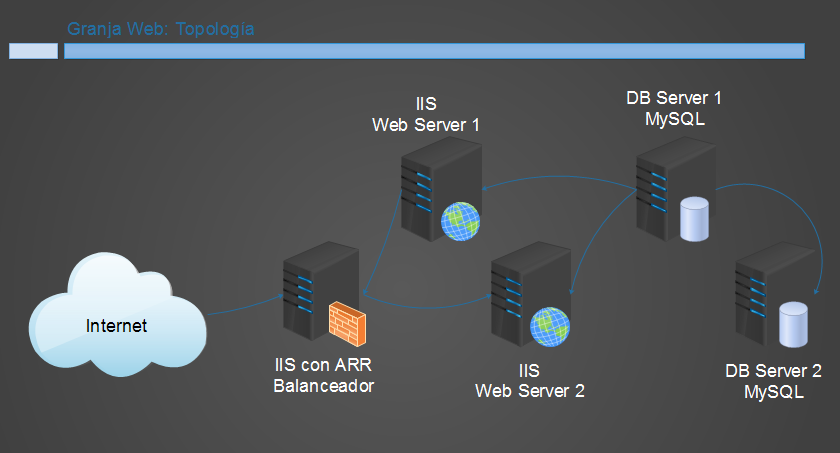 Granja Web: Topologia
IIS
Web Server 1
DB Server 1
MySQL
Internet
IIS con ARR
Balanceador
IIS
Web Server 2
DB Server 2
MySQL